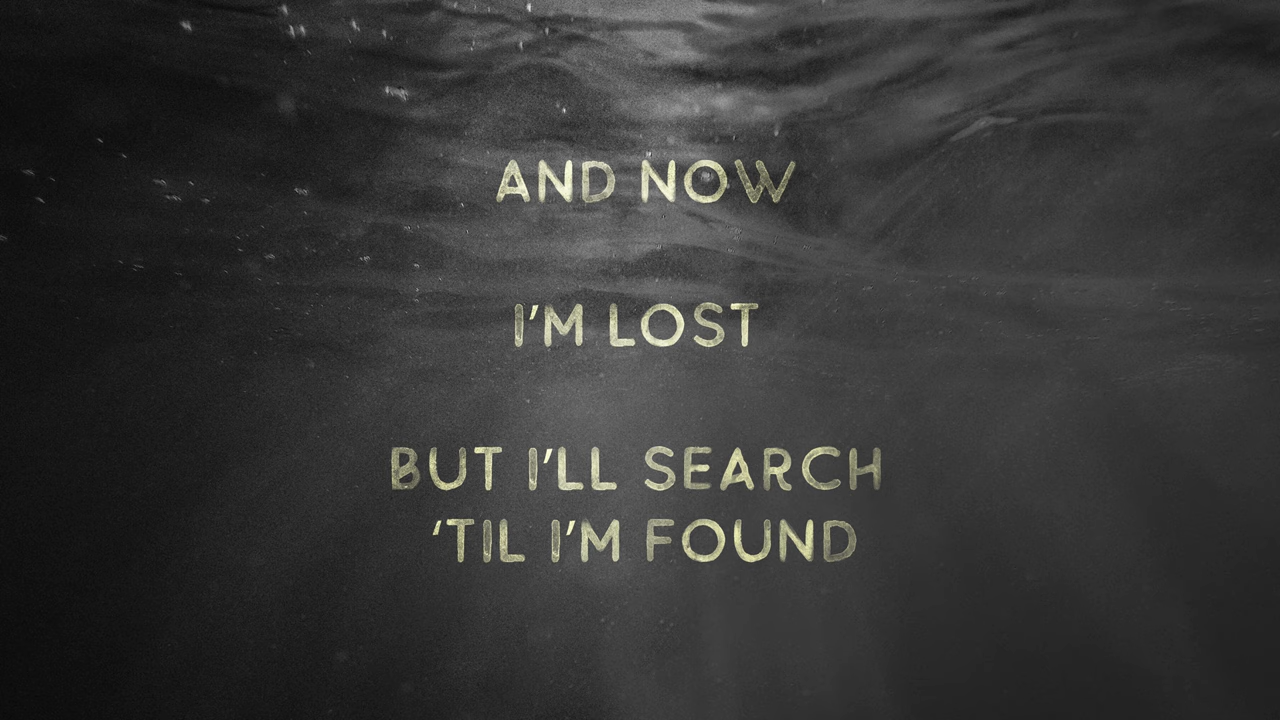 AND NOW
I'M LOST
BUT I'LL SEARCH
'TIL I'M FOUND